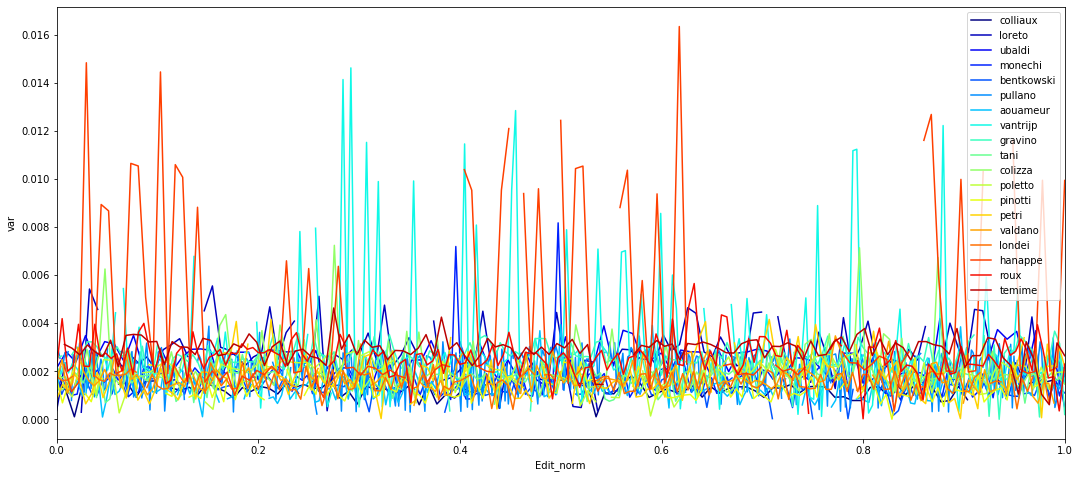 0.016
0.014
0.012
0.010
0.008
0.006
0.004
0.002
0.000
var
0.0
0.2
0.4
0.6
0.8
1.0
Edit_norm
colliaux
loreto
ubaldi
monechi
bentkowski
pullano
aouameur
vantrijp
gravino
tani
colizza
poletto
pinotti
petri
valdano
londei
hanappe
roux
temime